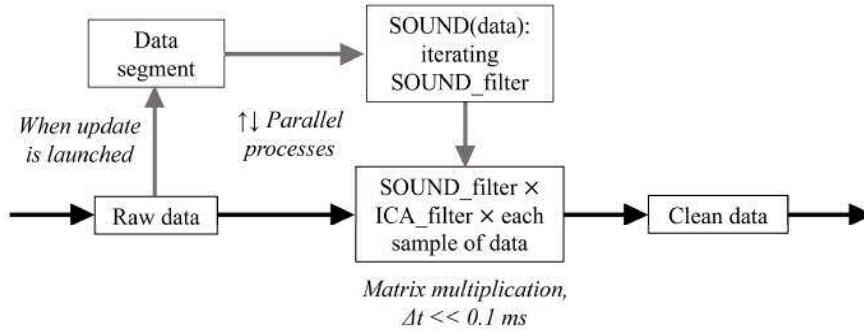 Data
segment
SOUND(data):
iterating
SOUND_filter
When update
is launched
↑↓ Parallel
processes
Raw data
SOUND_filter ×
ICA_filter × each
sample of data
Clean data
Matrix multiplication,
Δt << 0.1 ms